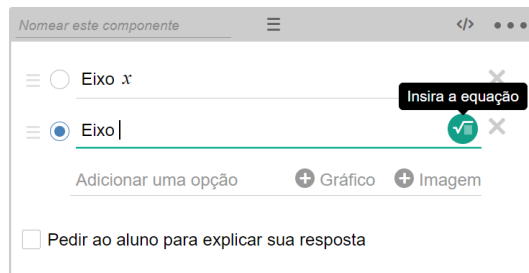 Nomear este componente </>
Eixo x
Insira a equação
Eixo
Adicionar uma opção Gráfico Imagem
Pedir ao aluno para explicar sua resposta